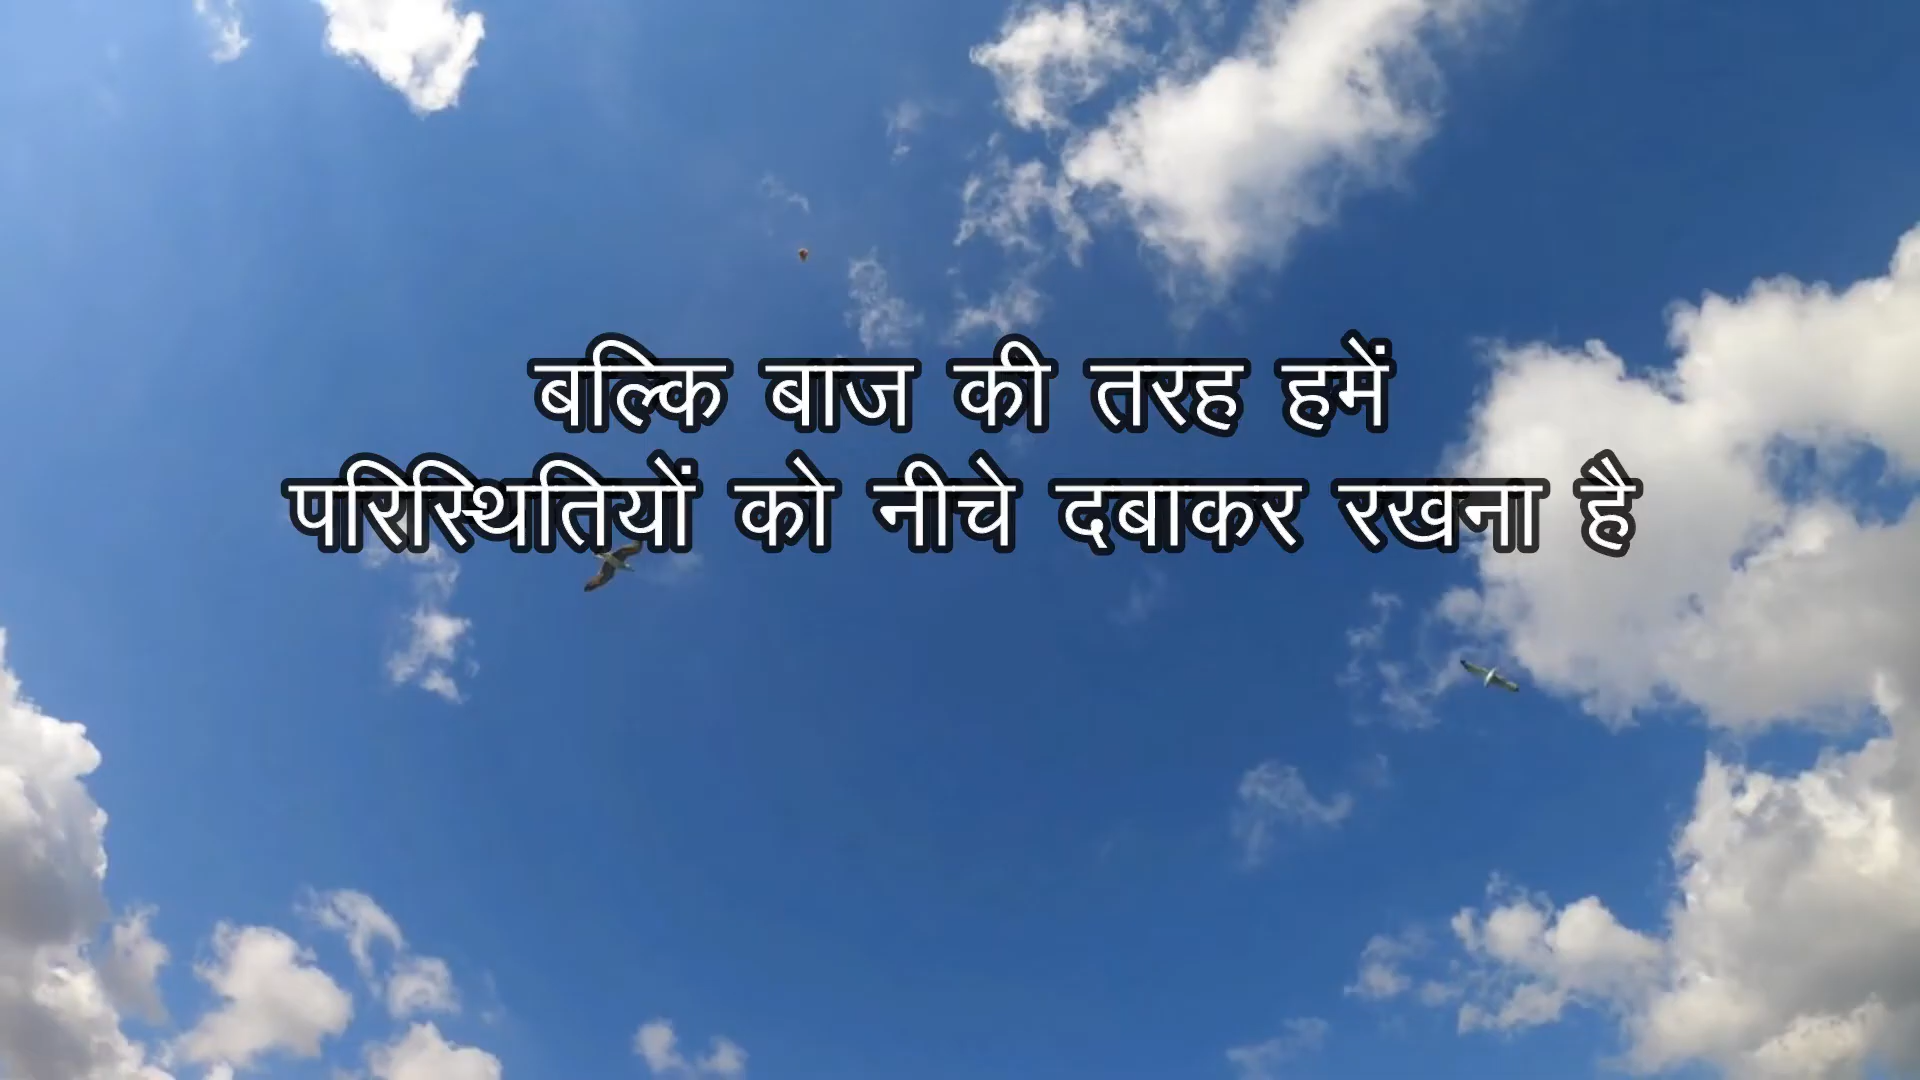 बल्कि बाज की तरह हमें
परिस्थितियों को नीचे दबाकर रखना है